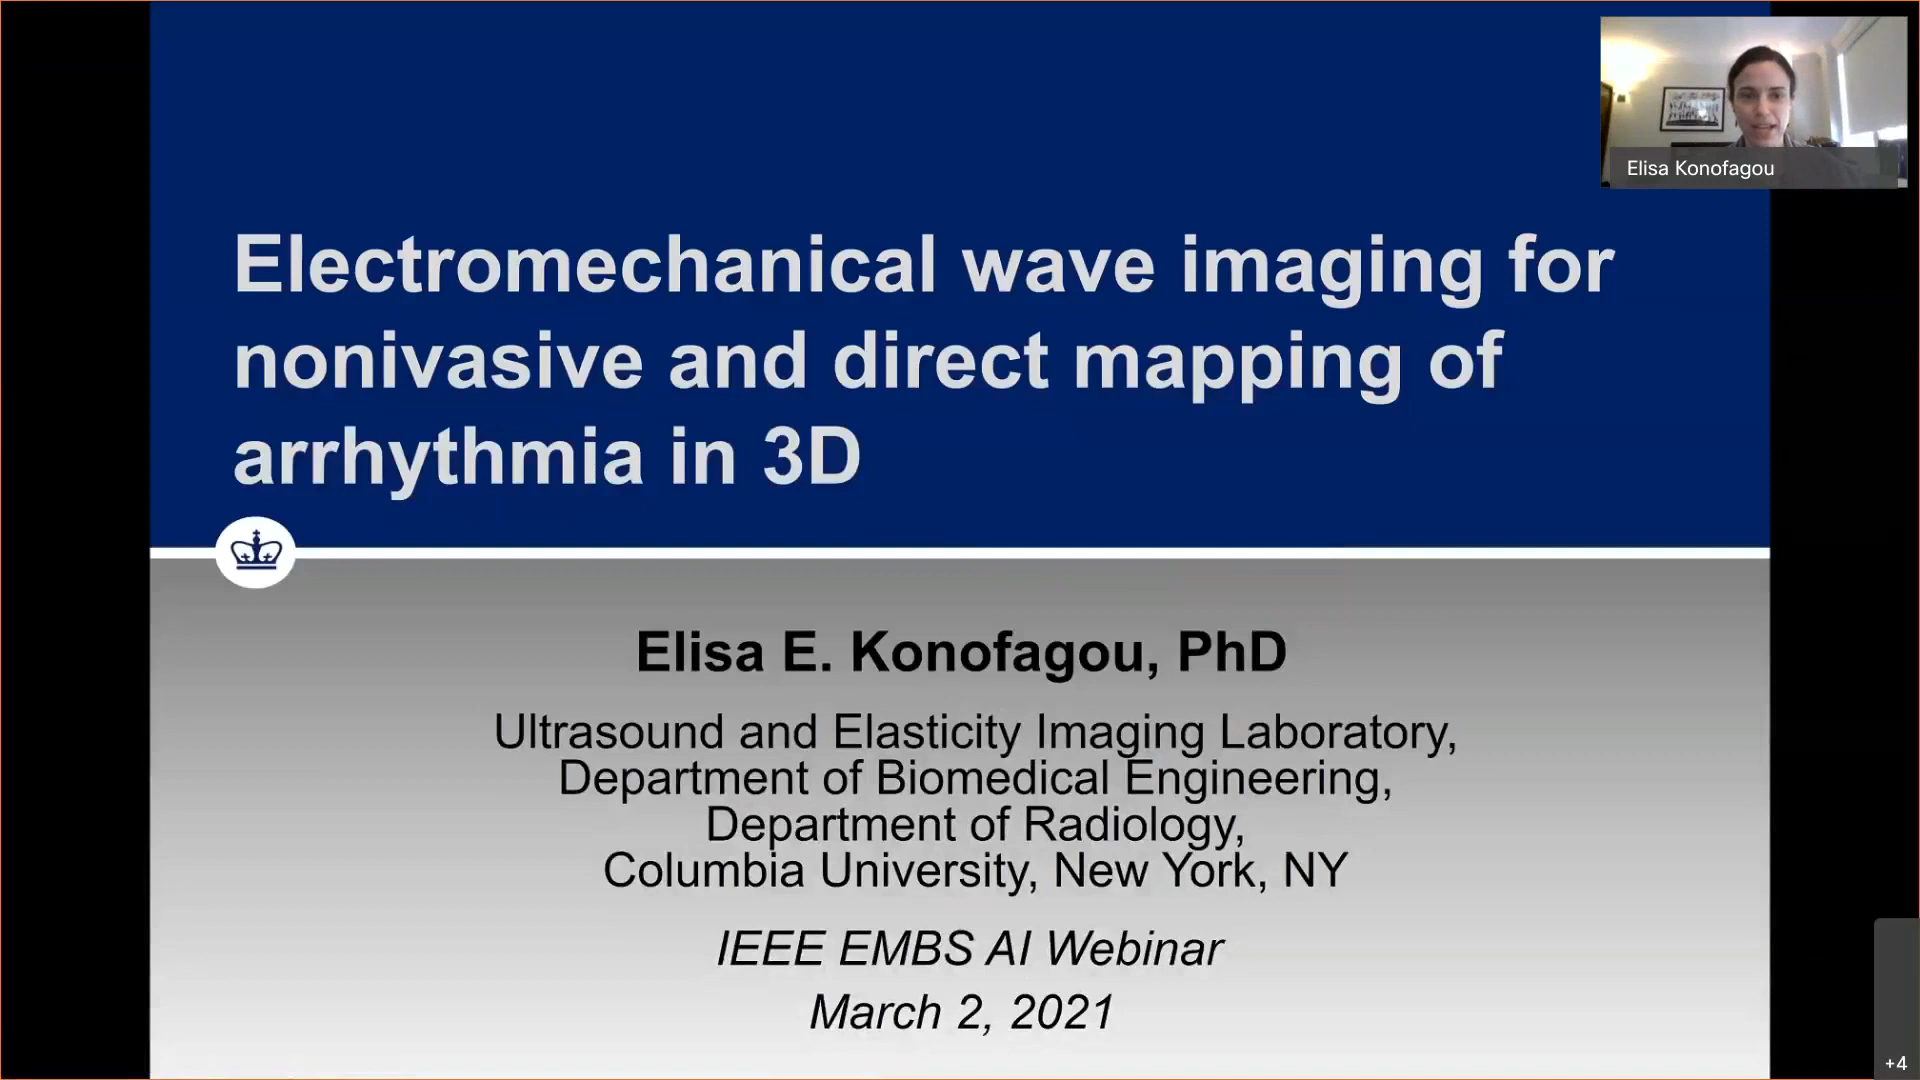 Elisa Konofagou
Electromechanical wave imaging for
nonivasive and direct mapping of
arrhythmia in 3D
Elisa E. Konofagou, PhD
Ultrasound and Elasticity Imaging Laboratory,
Department of Biomedical Engineering,
Department of Radiology,
Columbia University, New York, NY
IEEE EMBS AI Webinar
March 2, 2021
+4